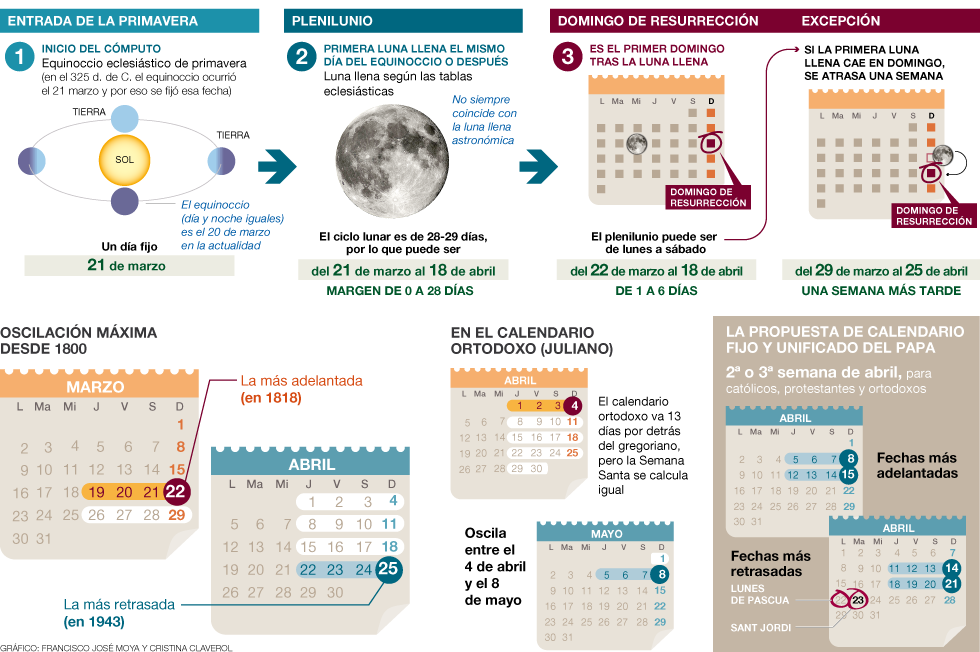 ENTRADA DE LA PRIMAVERA
1
INICIO DEL CÓMPUTO
Equinoccio eclesiástico de primavera
(en el 325 d. de C. el equinoccio ocurrió
el 21 marzo y por eso se fijó esa fecha)
TIERRA
TIERRA
SOL
El equinoccio
(día y noche iguales)
es el 20 de marzo
en la actualidad
Un día fijo
21 de marzo
PLENILUNIO
2
PRIMERA LUNA LLENA EL MISMO
DÍA DEL EQUINOCCIO O DESPUÉS
Luna llena según las tablas
eclesiásticas
No siempre
coincide con
la luna llena
astronómica
El ciclo lunar es de 28-29 días,
por lo que puede ser
del 21 de marzo al 18 de abril
MARGEN DE 0 A 28 DÍAS
DOMINGO DE RESURRECCIÓN
3
ES EL PRIMER DOMINGO
TRAS LA LUNA LLENA
L Ma Mi J V S D
DOMINGO DE
RESURRECCIÓN
El plenilunio puede ser
de lunes a sábado
del 22 de marzo al 18 de abril
DE 1 A 6 DÍAS
EXCEPCIÓN
SI LA PRIMERA LUNA
LLENA CAE EN DOMINGO,
SE ATRASA UNA SEMANA
L Ma Mi J V S D
DOMINGO DE
RESURRECCIÓN
del 29 de marzo al 25 de abril
UNA SEMANA MÁS TARDE
OSCILACIÓN MÁXIMA
DESDE 1800
MARZO
L Ma Mi J V S D
1
2 3 4 5 6 7 8
9 10 11 12 13 14 15
16 17 18 19 20 21 22
23 24 25 26 27 28 29
30 31
La más adelantada
(en 1818)
ABRIL
L Ma Mi J V S D
1 2 3 4
5 6 7 8 9 10 11
12 13 14 15 16 17 18
19 20 21 22 23 24 25
26 27 28 29 30
La más retrasada
(en 1943)
EN EL CALENDARIO
ORTODOXO (JULIANO)
ABRIL
L Ma Mi J V S D
1 2 3 4
5 6 7 8 9 10 11
12 13 14 15 16 17 18
19 20 21 22 23 24 25
26 27 28 29 30
El calendario
ortodoxo va 13
días por detrás
del gregoriano,
pero la Semana
Santa se calcula
igual
Oscila
entre el
4 de abril
y el 8
de mayo
MAYO
L Ma Mi J V S D
1
2 3 4 5 6 7 8
9 10 11 12 13 14 15
16 17 18 19 20 21 22
23 24 25 26 27 28 29
30 31
LA PROPUESTA DE CALENDARIO
FIJO Y UNIFICADO DEL PAPA
2ª o 3ª semana de abril, para
católicos, protestantes y ortodoxos
ABRIL
L Ma Mi J V S D
1
2 3 4 5 6 7 8
9 10 11 12 13 14 15
16 17 18 19 20 21 22
23 24 25 26 27 28 29
30 31
Fechas más
adelantadas
Fechas más
retrasadas
LUNES
DE PASCUA
SANT JORDI
ABRIL
L Ma Mi J V S D
1 2 3 4 5 6 7
8 9 10 11 12 13 14
15 16 17 18 19 20 21
22 23 24 25 26 27 28
29 30 31
GRÁFICO: FRANCISCO JOSÉ MOYA Y CRISTINA CLAVEROL